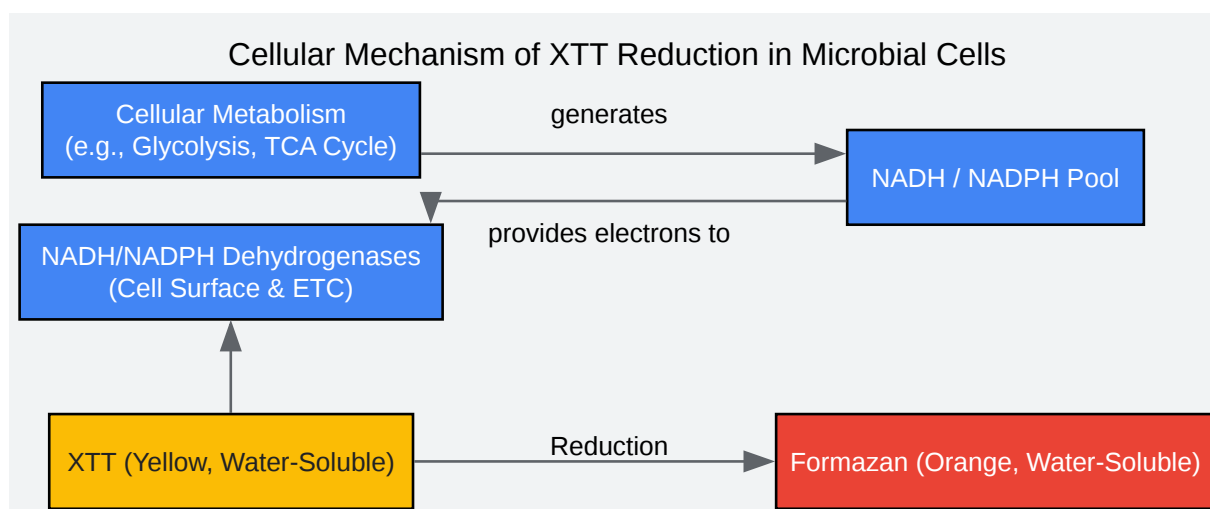 Cellular Mechanism of XTT Reduction in Microbial Cells
Cellular Metabolism
(e.g., Glycolysis, TCA Cycle)
generates
NADH / NADPH Pool
provides electrons to
NADH/NADPH Dehydrogenases
(Cell Surface & ETC)
XTT (Yellow, Water-Soluble)
Reduction
Formazan (Orange, Water-Soluble)